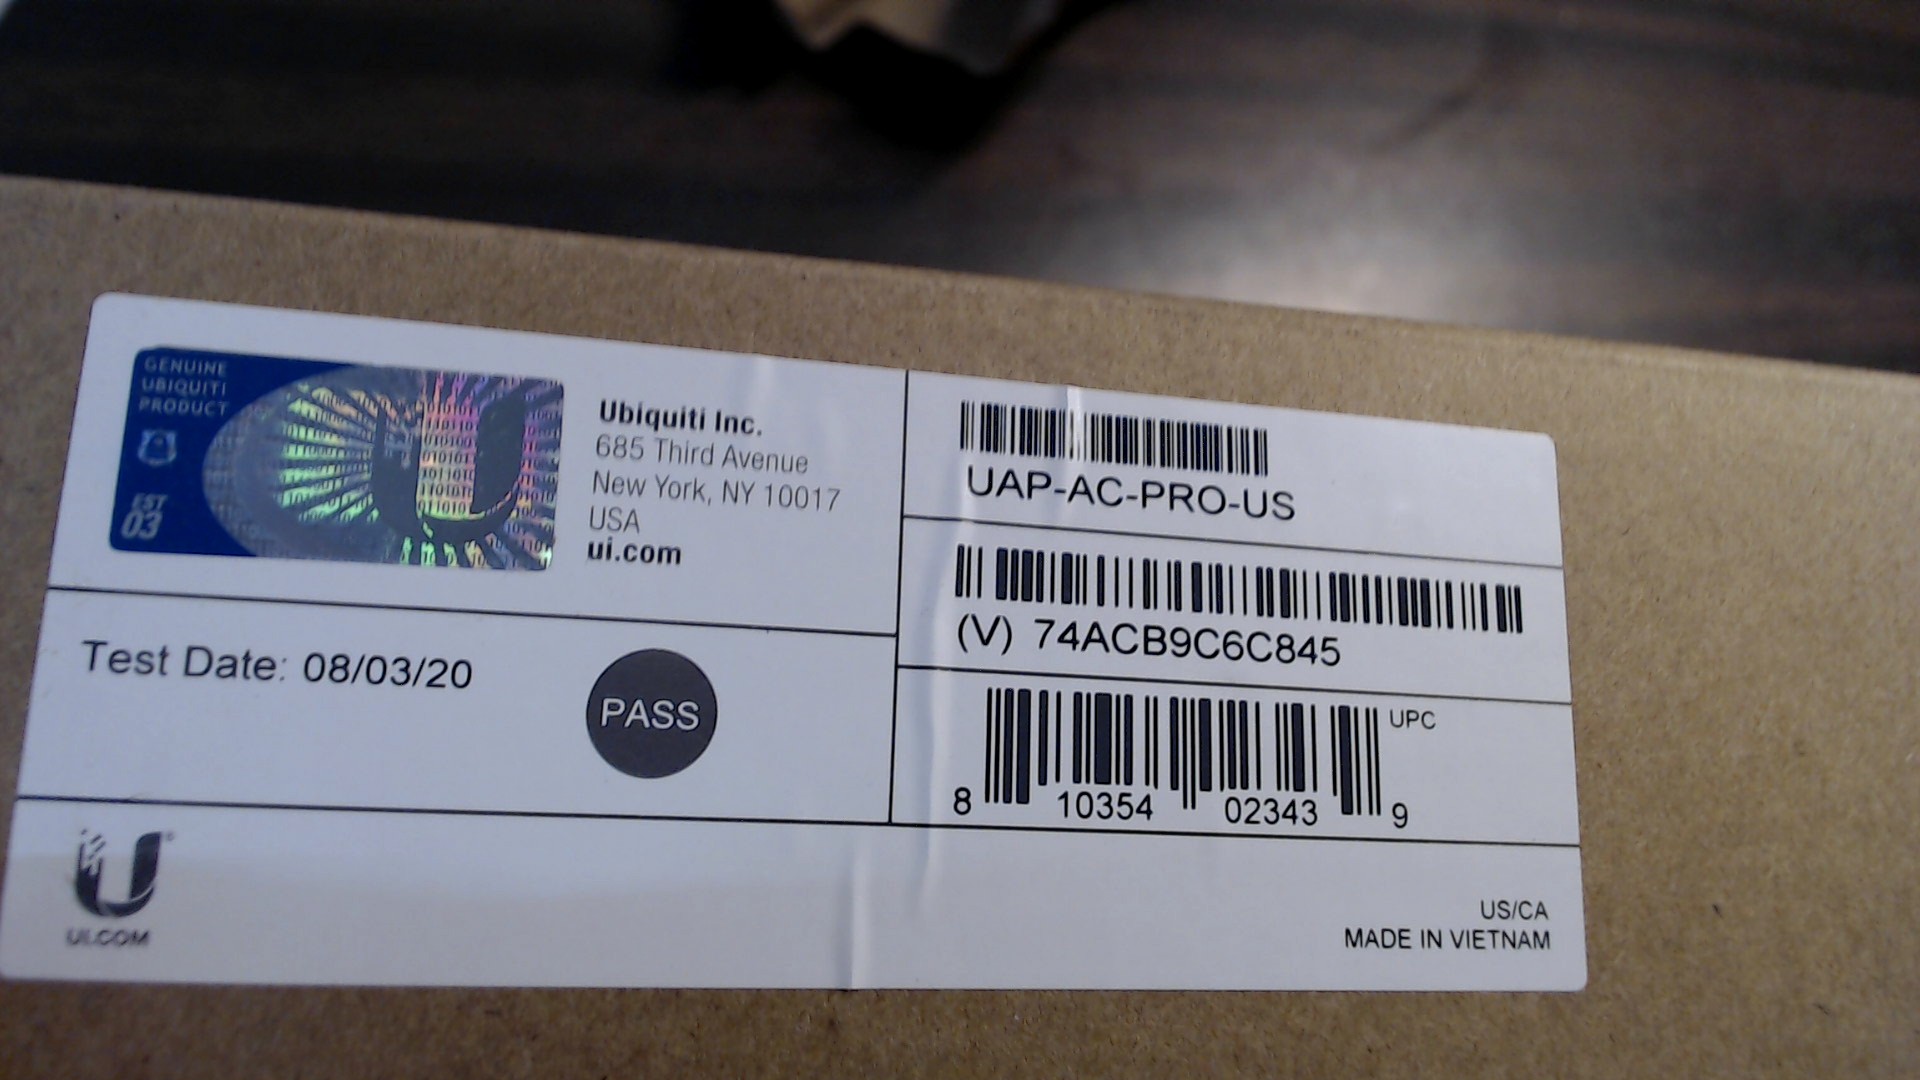 GENUINE
UBIQUITI
PRODUCT
EST
03
Ubiquiti Inc.
685 Third Avenue
New York, NY 10017
USA
ui.com
Test Date: 08/03/20
PASS
UI.COM
UAP-AC-PRO-US
(V) 74ACB9C6C845
UPC
8 10354 02343 9
US/CA
MADE IN VIETNAM